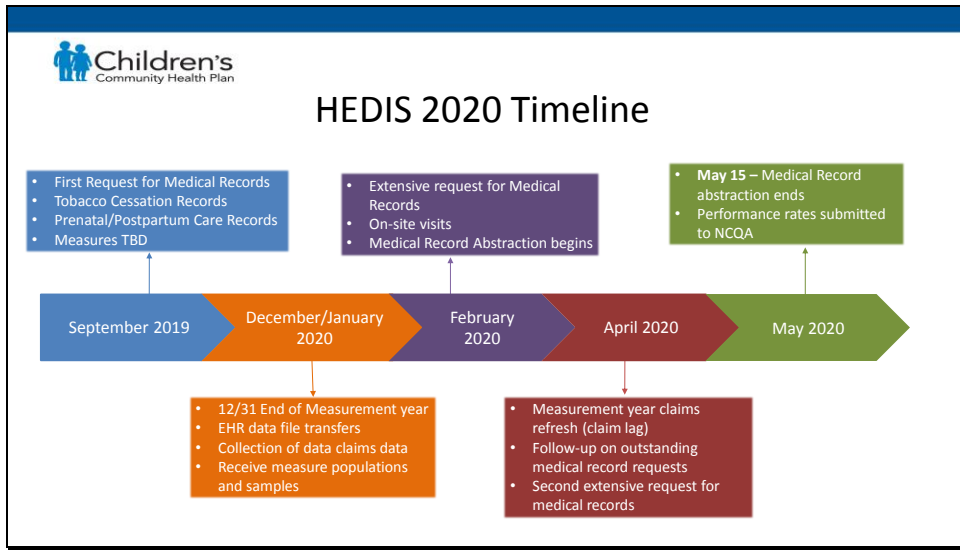 Children's
Community Health Plan
HEDIS 2020 Timeline
• First Request for Medical Records
• Tobacco Cessation Records
• Prenatal/Postpartum Care Records
• Measures TBD
• Extensive request for Medical
Records
• On-site visits
• Medical Record Abstraction begins
• May 15 – Medical Record
abstraction ends
• Performance rates submitted
to NCQA
September 2019
December/January
2020
February
2020
April 2020
May 2020
• 12/31 End of Measurement year
• EHR data file transfers
• Collection of data claims data
• Receive measure populations
and samples
• Measurement year claims
refresh (claim lag)
• Follow-up on outstanding
medical record requests
• Second extensive request for
medical records